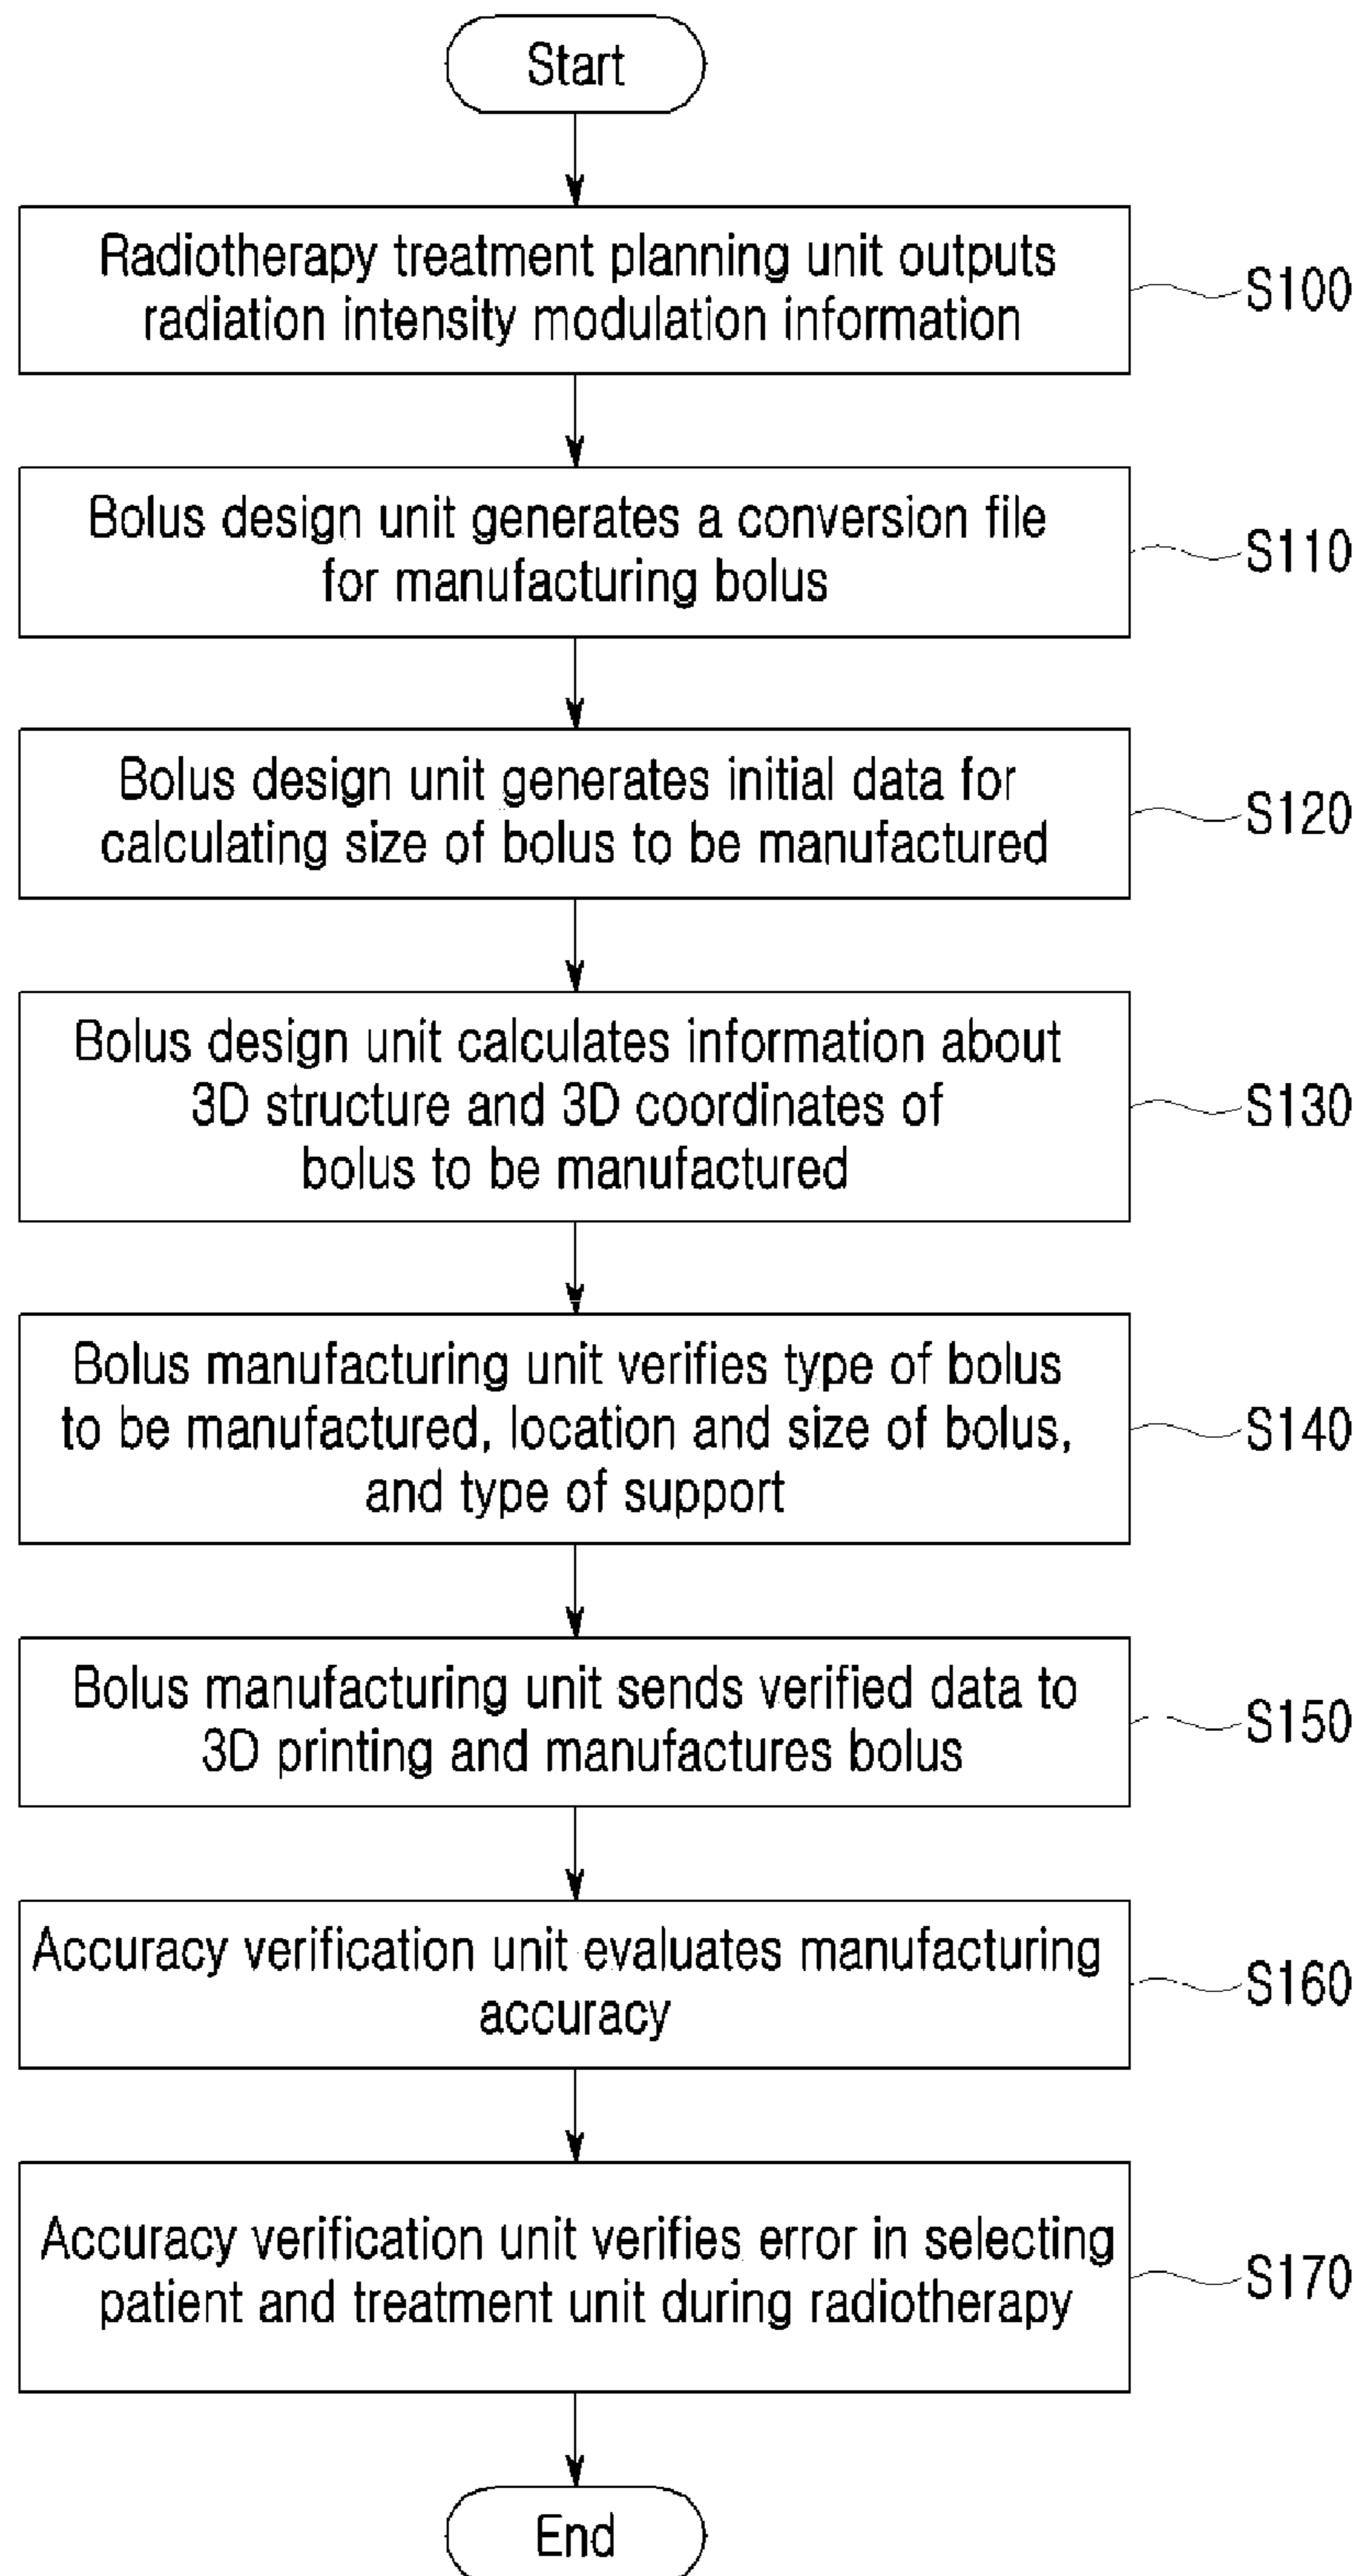 Start
Radiotherapy treatment planning unit outputs
radiation intensity modulation information
S100
Bolus design unit generates a conversion file
for manufacturing bolus
S110
Bolus design unit generates initial data for
calculating size of bolus to be manufactured
S120
Bolus design unit calculates information about
3D structure and 3D coordinates of
bolus to be manufactured
S130
Bolus manufacturing unit verifies type of bolus
to be manufactured, location and size of bolus,
and type of support
S140
Bolus manufacturing unit sends verified data to
3D printing and manufactures bolus
S150
Accuracy verification unit evaluates manufacturing
accuracy
S160
Accuracy verification unit verifies error in selecting
patient and treatment unit during radiotherapy
S170
End